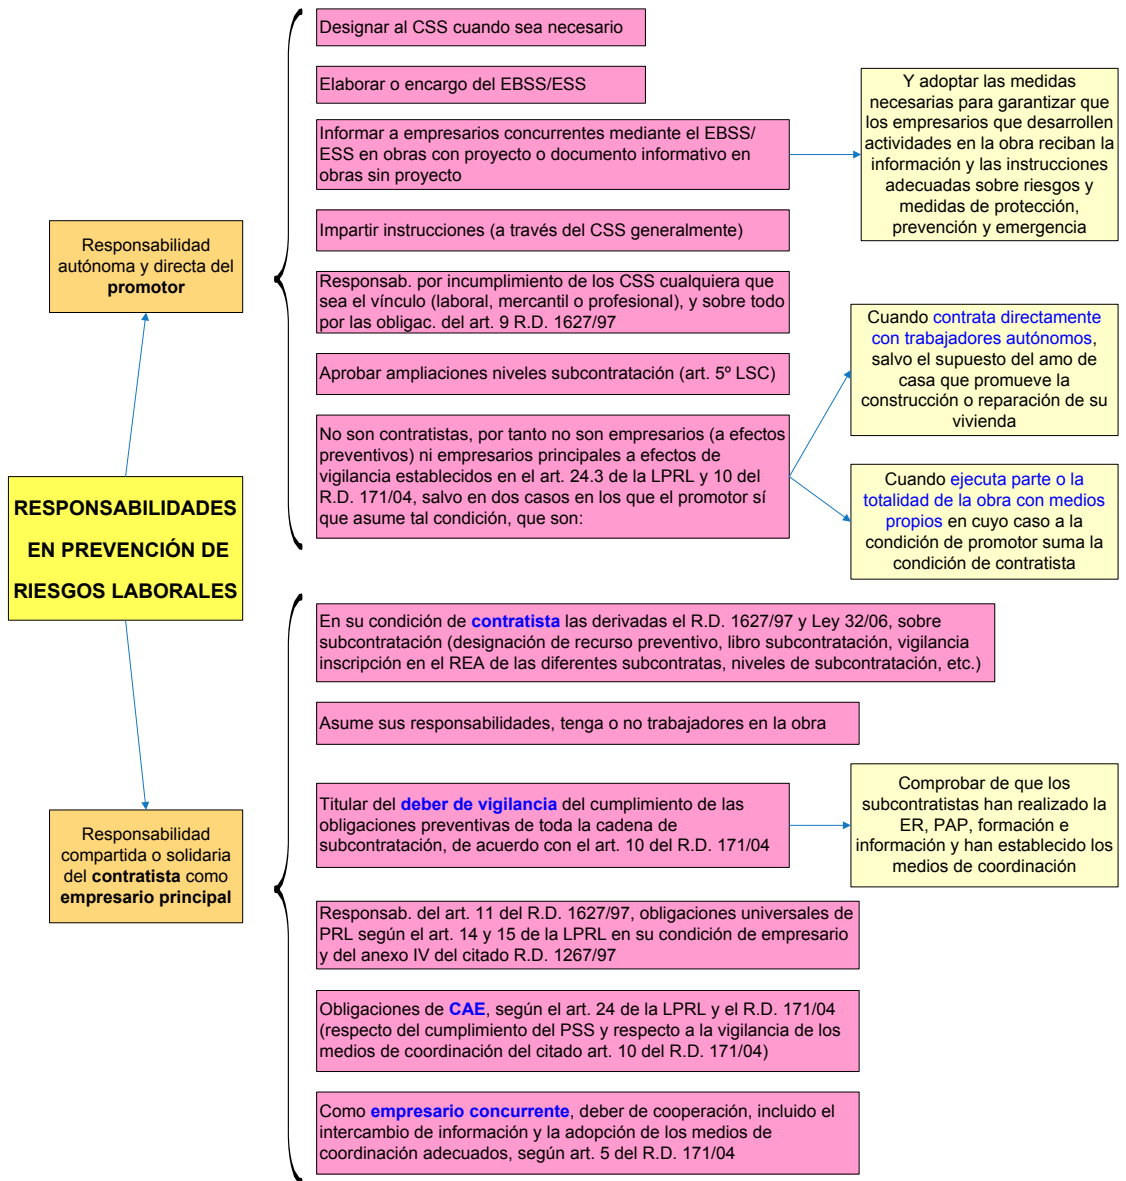 RESPONSABILIDADES
EN PREVENCIÓN DE
RIESGOS LABORALES
Responsabilidad
autónoma y directa del
promotor
Designar al CSS cuando sea necesario
Elaborar o encargo del EBSS/ESS
Informar a empresarios concurrentes mediante el EBSS/
ESS en obras con proyecto o documento informativo en
obras sin proyecto
Y adoptar las medidas
necesarias para garantizar que
los empresarios que desarrollen
actividades en la obra reciban la
información y las instrucciones
adecuadas sobre riesgos y
medidas de protección,
prevención y emergencia
Impartir instrucciones (a través del CSS generalmente)
Responsab. por incumplimiento de los CSS cualquiera que
sea el vínculo (laboral, mercantil o profesional), y sobre todo
por las obligac. del art. 9 R.D. 1627/97
Aprobar ampliaciones niveles subcontratación (art. 5º LSC)
No son contratistas, por tanto no son empresarios (a efectos
preventivos) ni empresarios principales a efectos de
vigilancia establecidos en el art. 24.3 de la LPRL y 10 del
R.D. 171/04, salvo en dos casos en los que el promotor sí
que asume tal condición, que son:
Cuando contrata directamente
con trabajadores autónomos,
salvo el supuesto del amo de
casa que promueve la
construcción o reparación de su
vivienda
Cuando ejecuta parte o la
totalidad de la obra con medios
propios en cuyo caso a la
condición de promotor suma la
condición de contratista
Responsabilidad
compartida o solidaria
del contratista como
empresario principal
En su condición de contratista las derivadas el R.D. 1627/97 y Ley 32/06, sobre
subcontratación (designación de recurso preventivo, libro subcontratación, vigilancia
inscripción en el REA de las diferentes subcontratas, niveles de subcontratación, etc.)
Asume sus responsabilidades, tenga o no trabajadores en la obra
Titular del deber de vigilancia del cumplimiento de las
obligaciones preventivas de toda la cadena de
subcontratación, de acuerdo con el art. 10 del R.D. 171/04
Comprobar de que los
subcontratistas han realizado la
ER, PAP, formación e
información y han establecido los
medios de coordinación
Responsab. del art. 11 del R.D. 1627/97, obligaciones universales de
PRL según el art. 14 y 15 de la LPRL en su condición de empresario
y del anexo IV del citado R.D. 1267/97
Obligaciones de CAE, según el art. 24 de la LPRL y el R.D. 171/04
(respecto del cumplimiento del PSS y respecto a la vigilancia de los
medios de coordinación del citado art. 10 del R.D. 171/04)
Como empresario concurrente, deber de cooperación, incluido el
intercambio de información y la adopción de los medios de
coordinación adecuados, según art. 5 del R.D. 171/04